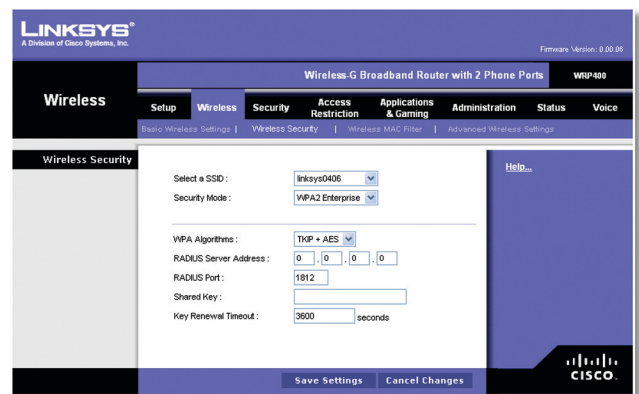 LINKSYS®
A Division of Cisco Systems, Inc.
Firmware Version: 0.00.06
Wireless-G Broadband Router with 2 Phone Ports WRP400
Wireless
Setup Wireless Security Access Restriction Applications & Gaming Administration Status Voice
Basic Wireless Settings | Wireless Security | Wireless MAC Filter | Advanced Wireless Settings
Wireless Security
Help...
Select a SSID : linksys0406
Security Mode : WPA2 Enterprise
WPA Algorithms : TKIP + AES
RADIUS Server Address : 0 . 0 . 0 . 0
RADIUS Port : 1812
Shared Key :
Key Renewal Timeout : 3600 seconds
Save Settings Cancel Changes
CISCO.